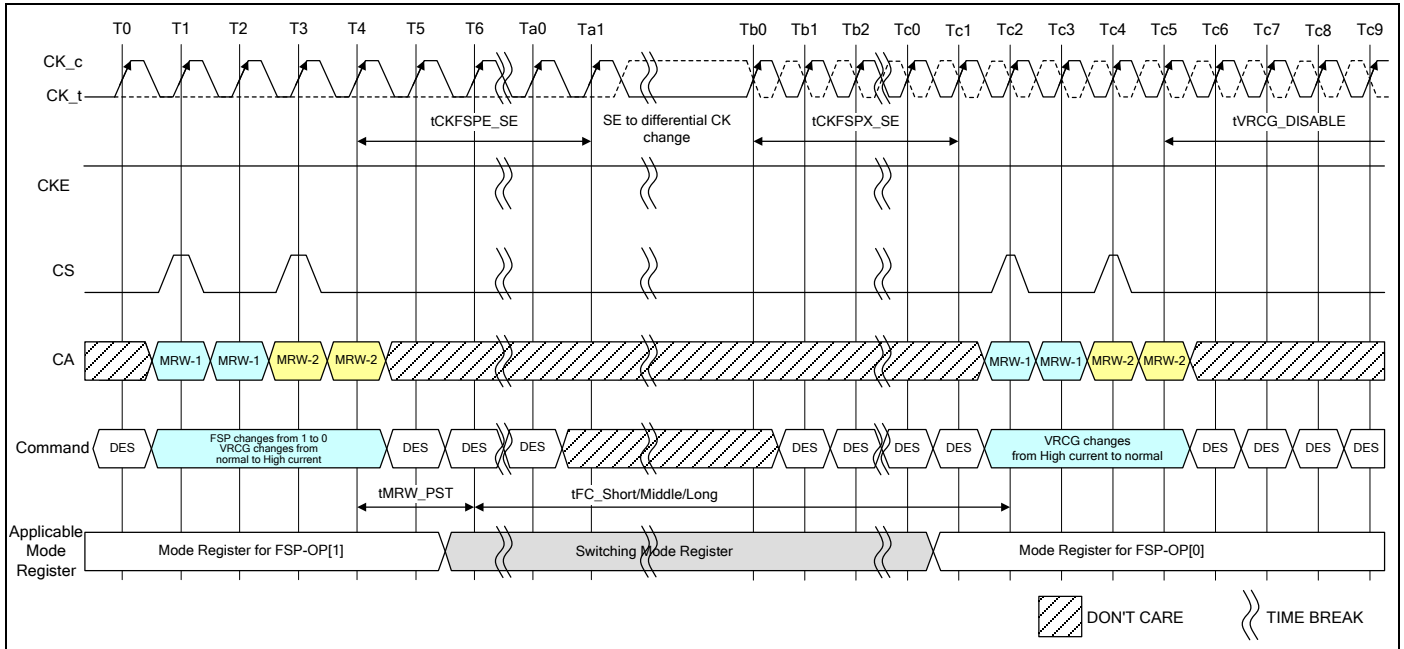 T0 T1 T2 T3 T4 T5 T6 Ta0 Ta1 Tb0 Tb1 Tb2 Tc0 Tc1 Tc2 Tc3 Tc4 Tc5 Tc6 Tc7 Tc8 Tc9
CK_c
CK_t
tCKFSPE_SE
SE to differential CK
change
tCKFSPX_SE
tVRCG_DISABLE
CKE
CS
CA
MRW-1 MRW-1 MRW-2 MRW-2 MRW-1 MRW-1 MRW-2 MRW-2
Command
DES
FSP changes from 1 to 0
VRCG changes from
normal to High current
DES DES DES DES DES DES DES
VRCG changes
from High current to normal
DES DES DES DES
tMRW_PST
tFC_Short/Middle/Long
Applicable
Mode
Register
Mode Register for FSP-OP[1]
Switching Mode Register
Mode Register for FSP-OP[0]
DON'T CARE
TIME BREAK